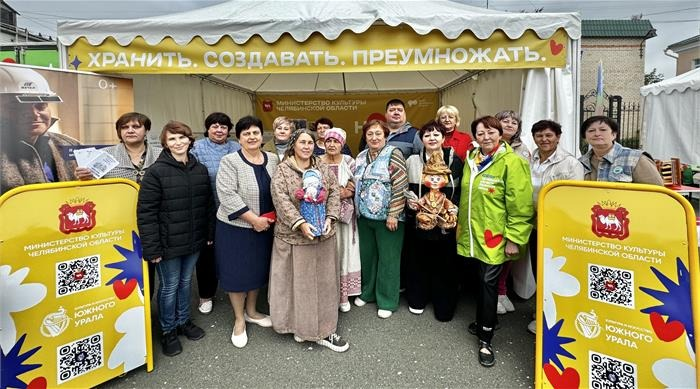 ХРАНИТЬ. СОЗДАВАТЬ. ПРЕУМНОЖАТЬ.
МИНИСТЕРСТВО КУЛЬТУРЫ
ЧЕЛЯБИНСКОЙ ОБЛАСТИ
0+
МИНИСТЕРСТВО КУЛЬТУРЫ
ЧЕЛЯБИНСКОЙ ОБЛАСТИ
ЮЖНОГО
УРАЛА
МИНИСТЕРСТВО КУЛЬТУРЫ
ЧЕЛЯБИНСКОЙ ОБЛАСТИ
ЮЖНОГО
УРАЛА